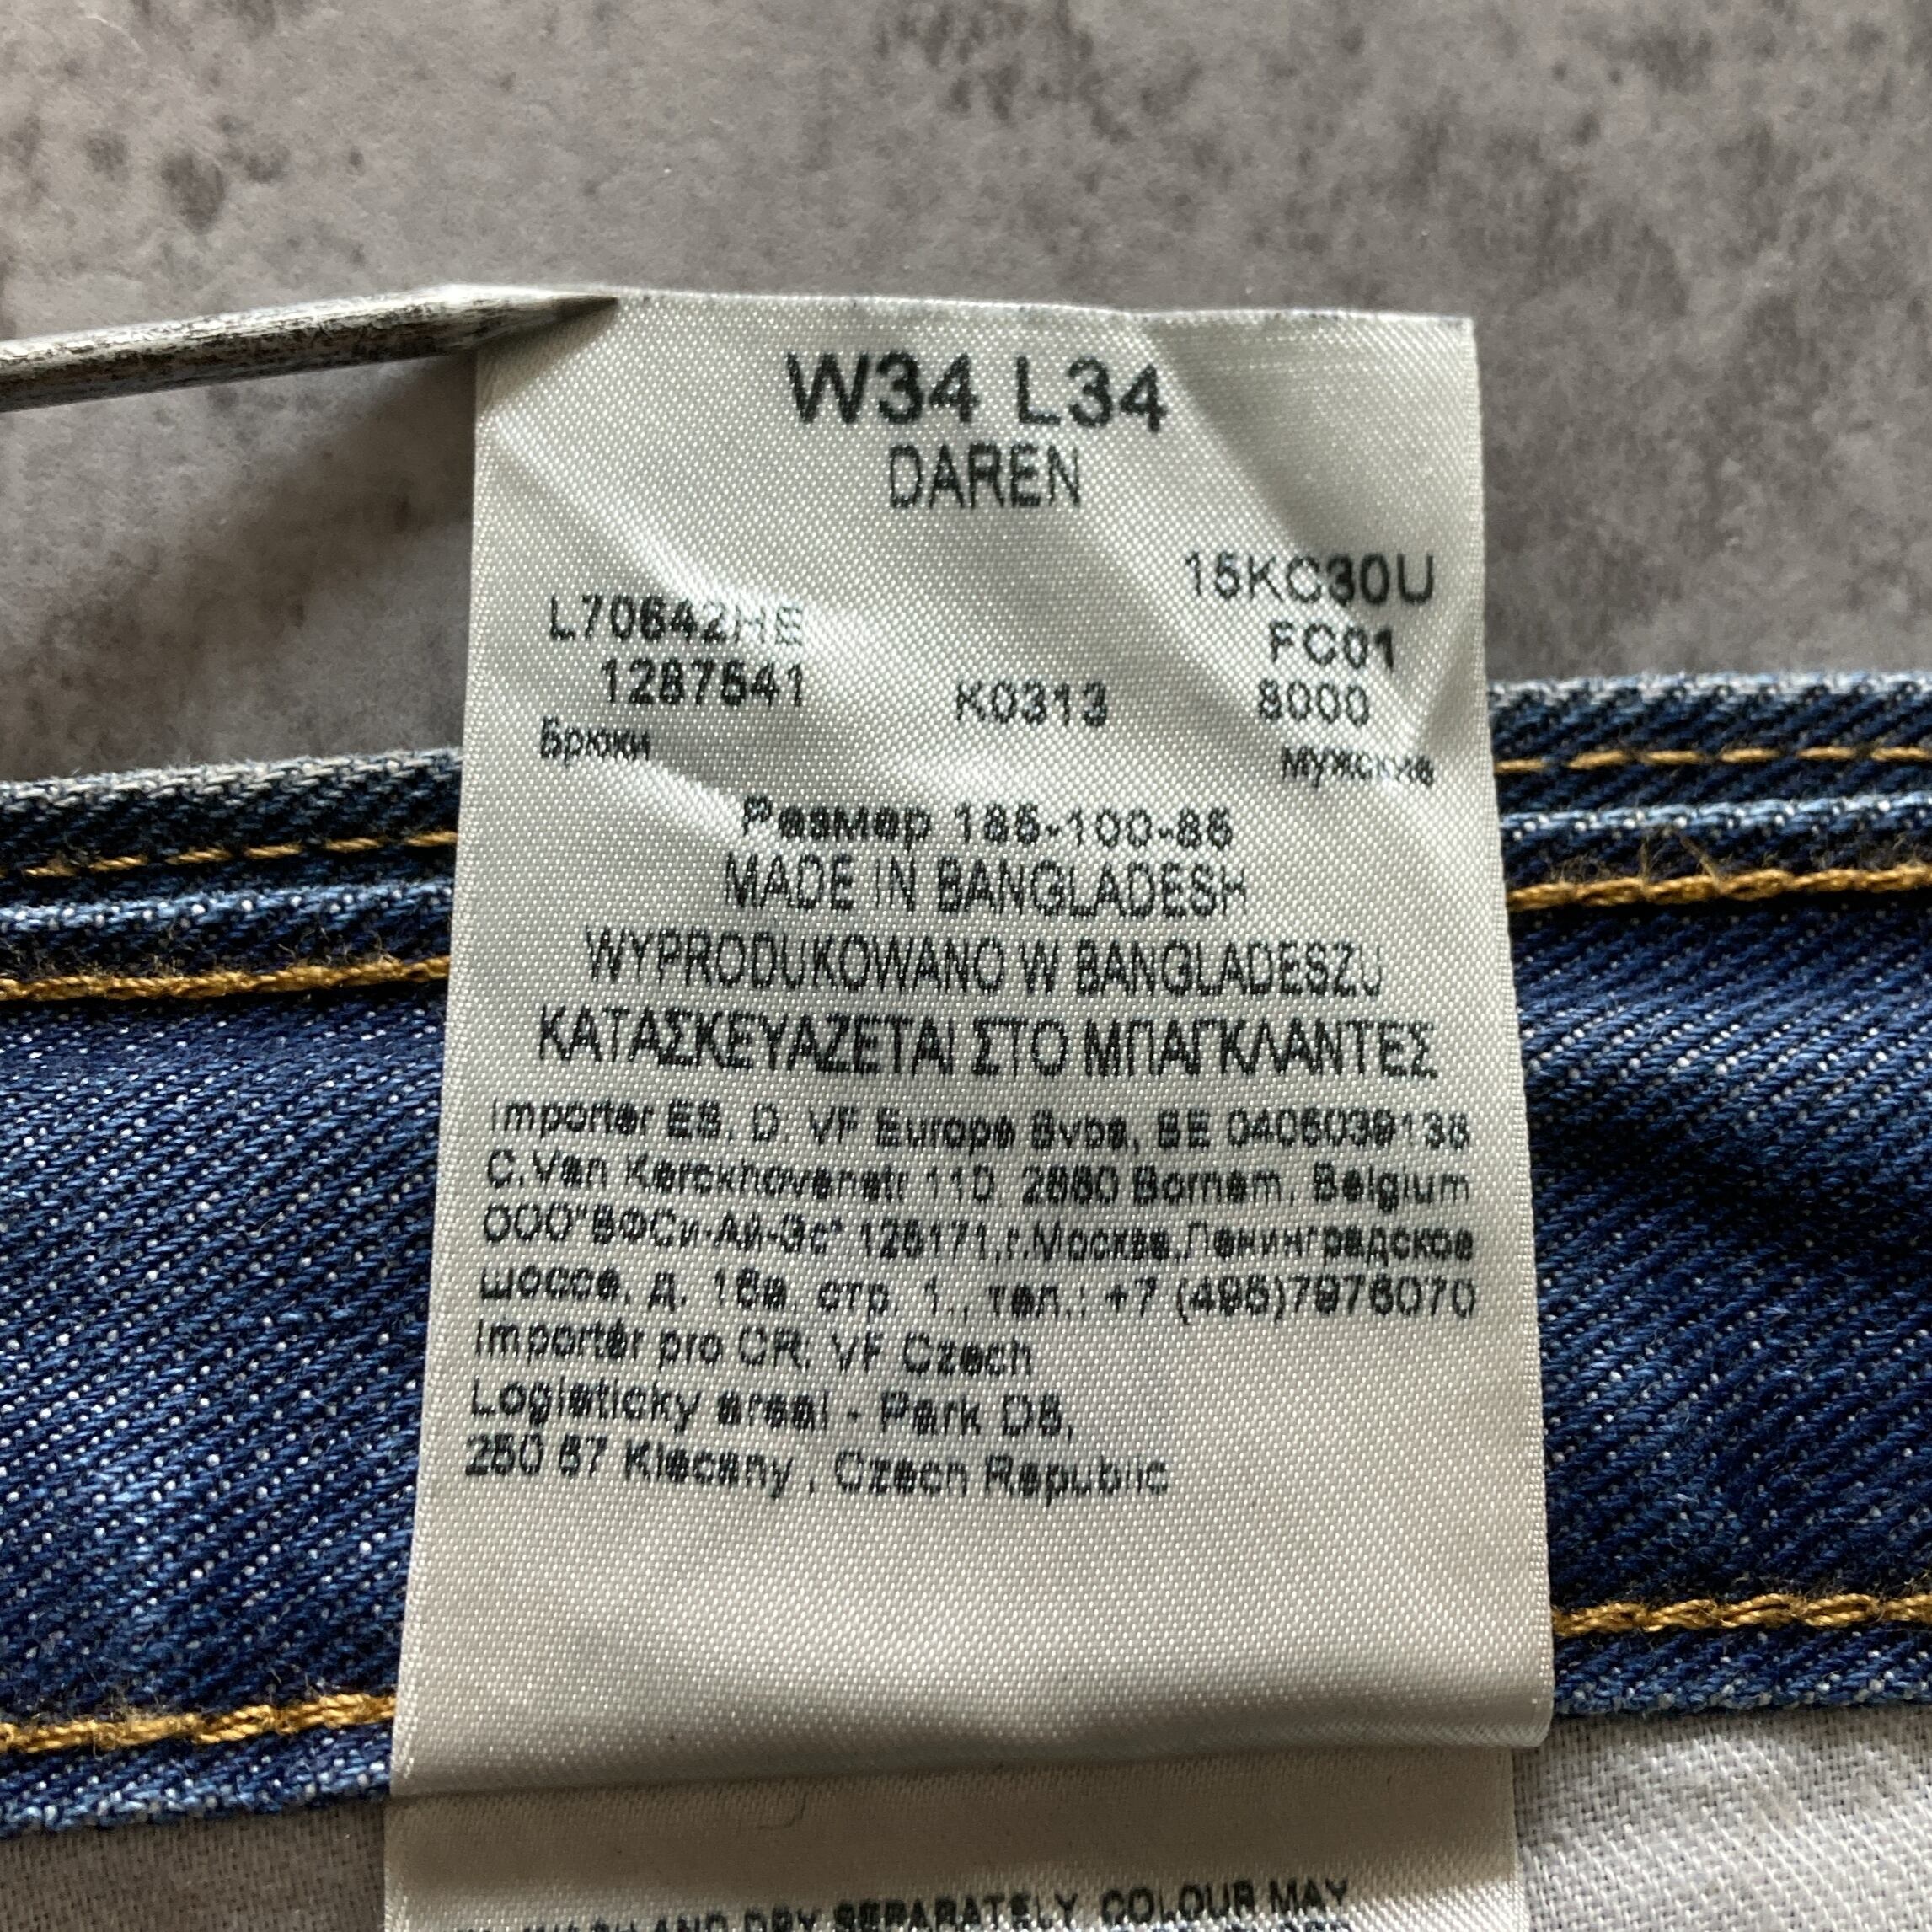 W34 L34
DAREN
15KC30U
L70642HE FC01
1287541 K0313 8000
Брюки мужские
Размер 185-100-86
MADE IN BANGLADESH
WYPRODUKOWANO W BANGLADESZU
ΚΑΤΑΣΚΕΥΑΖΕΤΑΙ ΣΤΟ ΜΠΑΓΚΛΑΝΤΕΣ
Importer ES, D: VF Europe Bvba, BE 0405039136
C.Van Kerckhovenstr 110, 2880 Bornem, Belgium
ООО"ВФСи-Ай-Эс" 125171,г.Москва,Ленинградское
шоссе, д. 16а, стр. 1., тел.: +7 (495)7976070
Importér pro CR: VF Czech
Logisticky areal - Park D8,
250 67 Klecany , Czech Republic
WASH AND DRY SEPARATELY COLOUR MAY